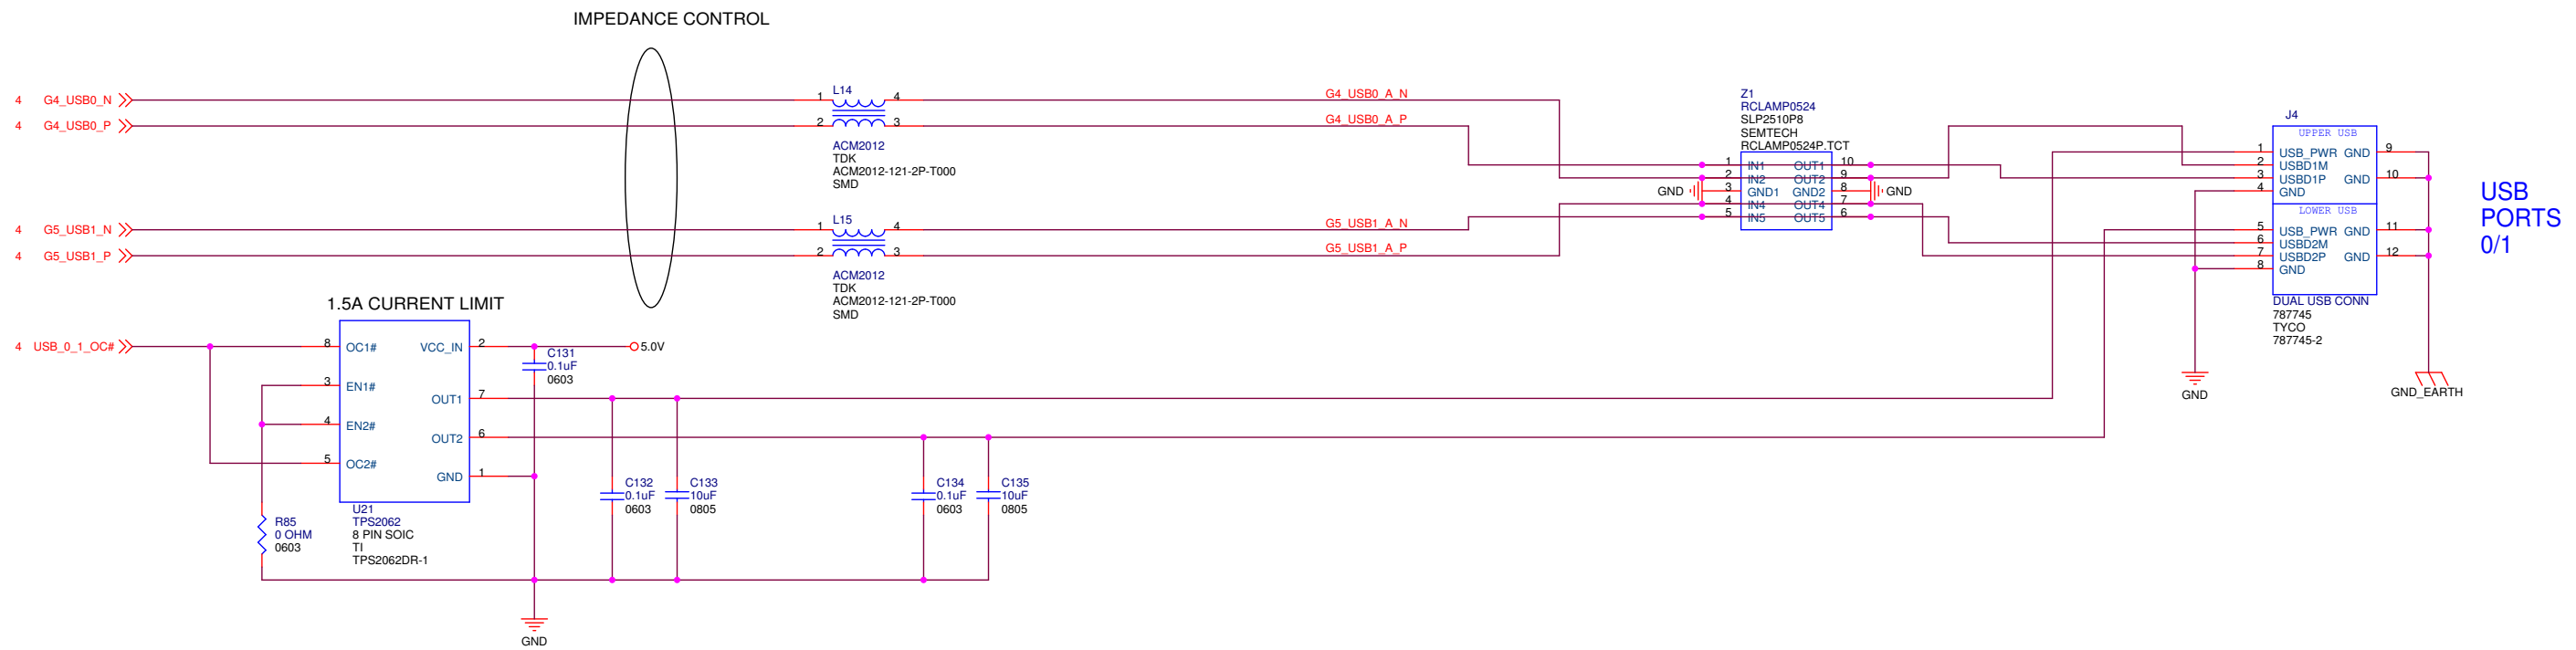 IMPEDANCE CONTROL
4 G4_USB0_N
4 G4_USB0_P
1 L14 4
2 3
ACM2012
TDK
ACM2012-121-2P-T000
SMD
G4_USB0_A_N
G4_USB0_A_P
4 G5_USB1_N
4 G5_USB1_P
1 L15 4
2 3
ACM2012
TDK
ACM2012-121-2P-T000
SMD
G5_USB1_A_N
G5_USB1_A_P
Z1
RCLAMP0524
SLP2510P8
SEMTECH
RCLAMP0524P.TCT
1 IN1 OUT1 10
2 IN2 OUT2 9
GND 3 GND1 GND2 8 GND
4 IN4 OUT4 7
5 IN5 OUT5 6
J4
UPPER USB
1 USB_PWR GND 9
2 USBD1M
3 USBD1P GND 10
4 GND
LOWER USB
5 USB_PWR GND 11
6 USBD2M
7 USBD2P GND 12
8 GND
DUAL USB CONN
787745
TYCO
787745-2
GND
GND_EARTH
USB
PORTS
0/1
1.5A CURRENT LIMIT
4 USB_0_1_OC#
8 OC1# VCC_IN 2
5.0V
3 EN1#
OUT1 7
4 EN2#
OUT2 6
5 OC2#
GND 1
U21
TPS2062
8 PIN SOIC
TI
TPS2062DR-1
R85
0 OHM
0603
C131
0.1uF
0603
C132
0.1uF
0603
C133
10uF
0805
C134
0.1uF
0603
C135
10uF
0805
GND